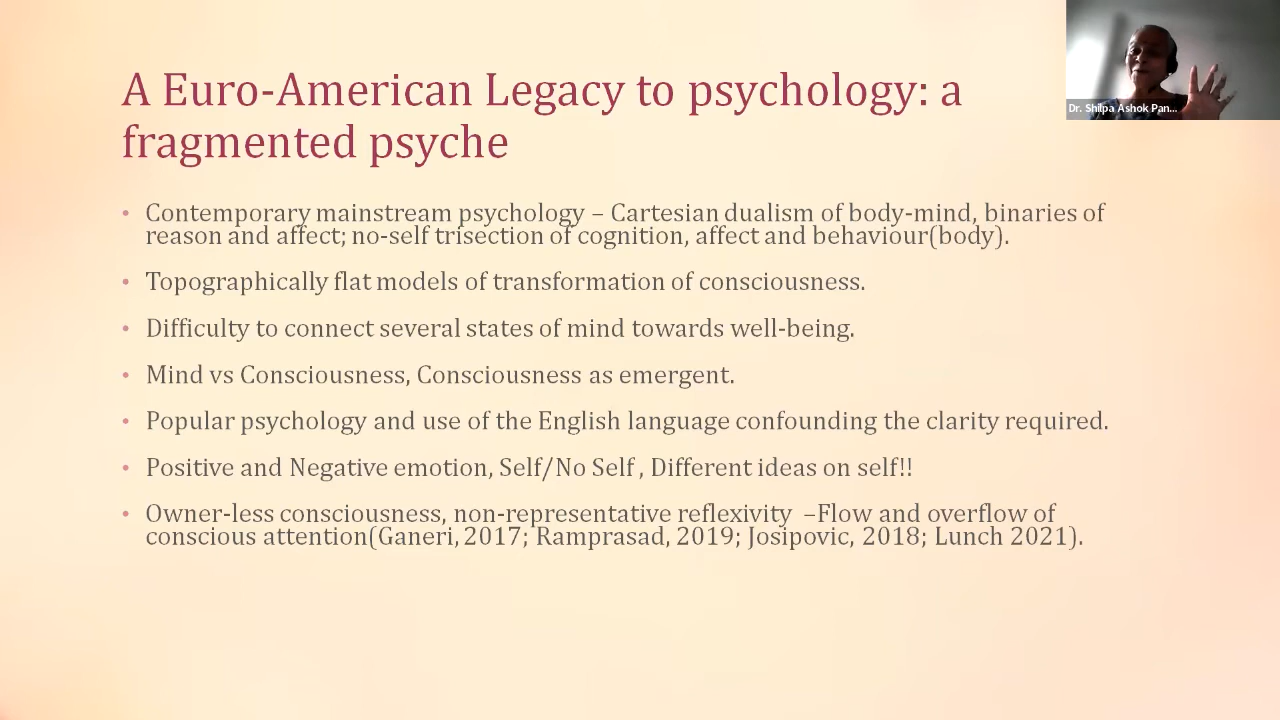 A Euro-American Legacy to psychology: a
fragmented psyche
Dr. Shilpa Ashok Pan...
• Contemporary mainstream psychology – Cartesian dualism of body-mind, binaries of
reason and affect; no-self trisection of cognition, affect and behaviour(body).
• Topographically flat models of transformation of consciousness.
• Difficulty to connect several states of mind towards well-being.
• Mind vs Consciousness, Consciousness as emergent.
• Popular psychology and use of the English language confounding the clarity required.
• Positive and Negative emotion, Self/No Self , Different ideas on self!!
• Owner-less consciousness, non-representative reflexivity –Flow and overflow of
conscious attention(Ganeri, 2017; Ramprasad, 2019; Josipovic, 2018; Lunch 2021).